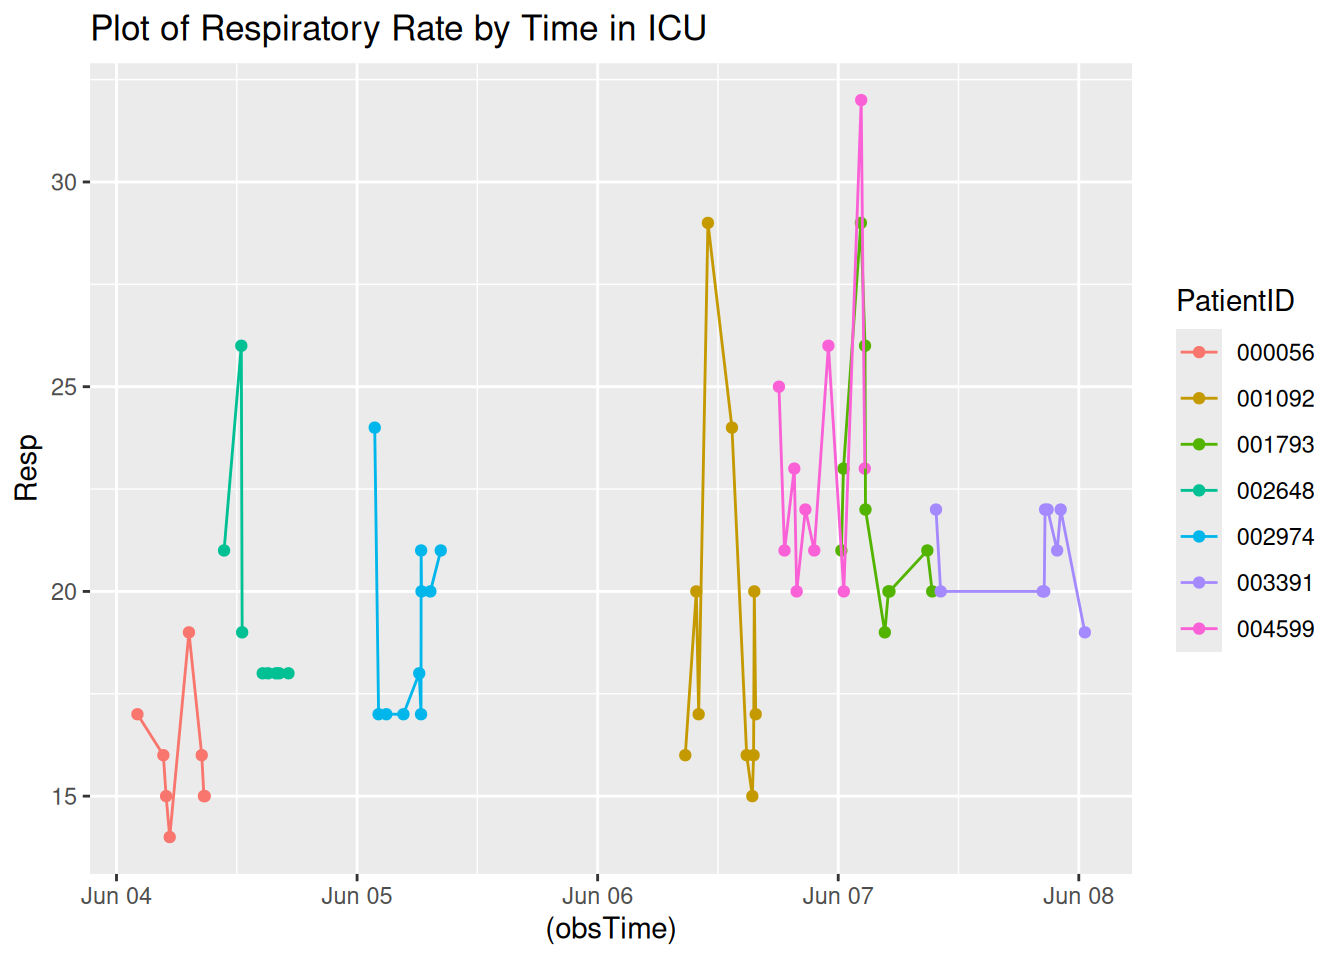 Plot of Respiratory Rate by Time in ICU
Resp
30
25
20
15
Jun 04 Jun 05 Jun 06 Jun 07 Jun 08
(obsTime)
PatientID
000056
001092
001793
002648
002974
003391
004599